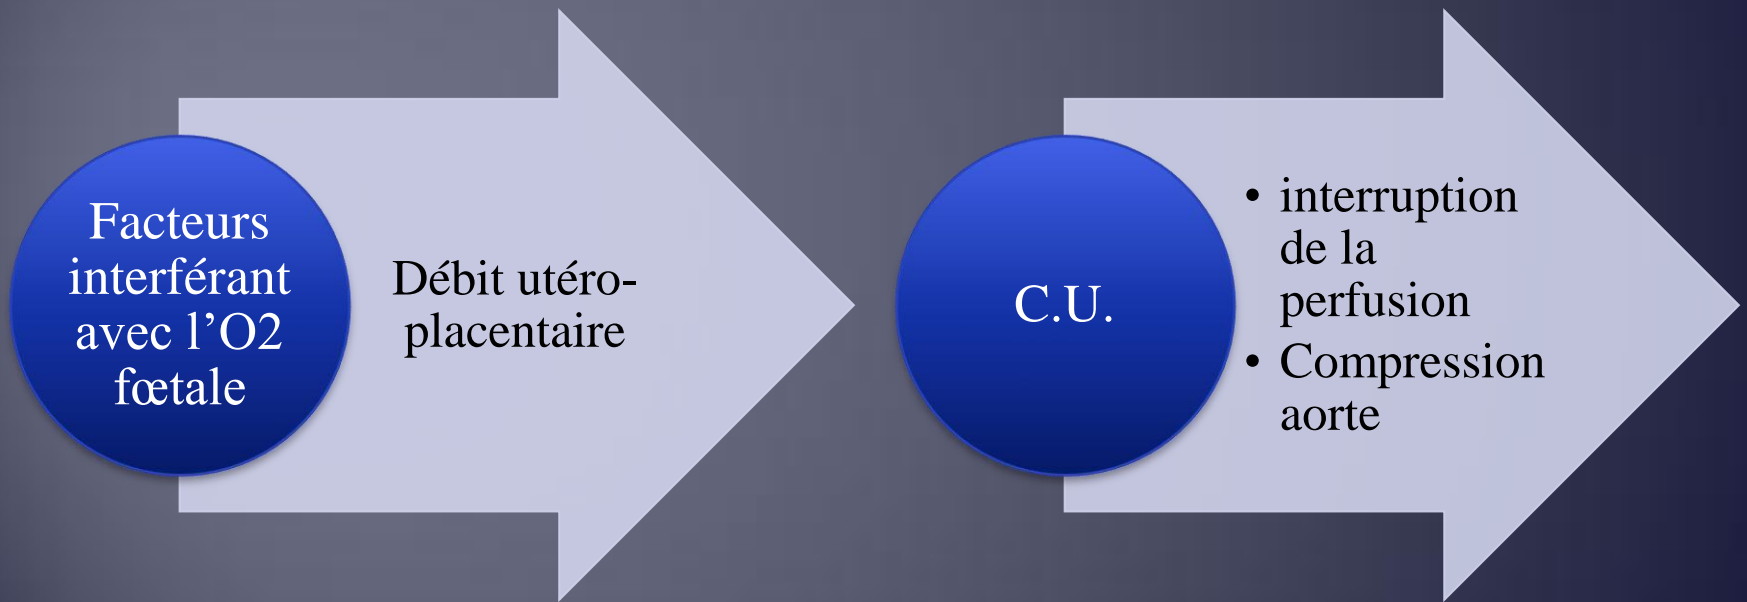 Facteurs
interférant
avec l’O2
fœtale
Débit utéro-
placentaire
C.U.
• interruption
de la
perfusion
• Compression
aorte